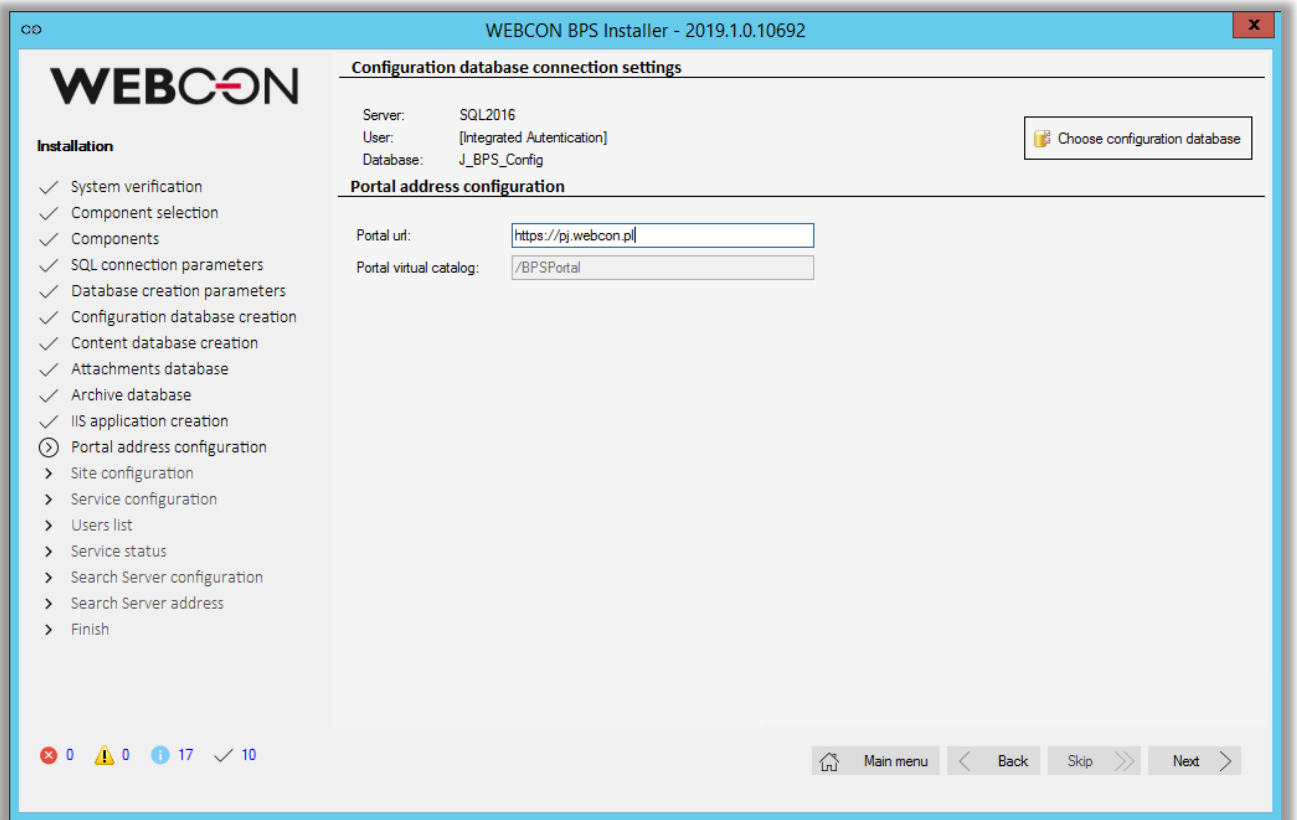 WEBCON BPS Installer - 2019.1.0.10692
x
WEBCON
Installation
System verification
Component selection
Components
SQL connection parameters
Database creation parameters
Configuration database creation
Content database creation
Attachments database
Archive database
IIS application creation
Portal address configuration
Site configuration
Service configuration
Users list
Service status
Search Server configuration
Search Server address
Finish
0 0 17 10
Configuration database connection settings
Server: SQL2016
User: [Integrated Autentication]
Database: J_BPS_Config
Choose configuration database
Portal address configuration
Portal url: https://pj.webcon.pl
Portal virtual catalog: /BPSPortal
Main menu Back Skip Next